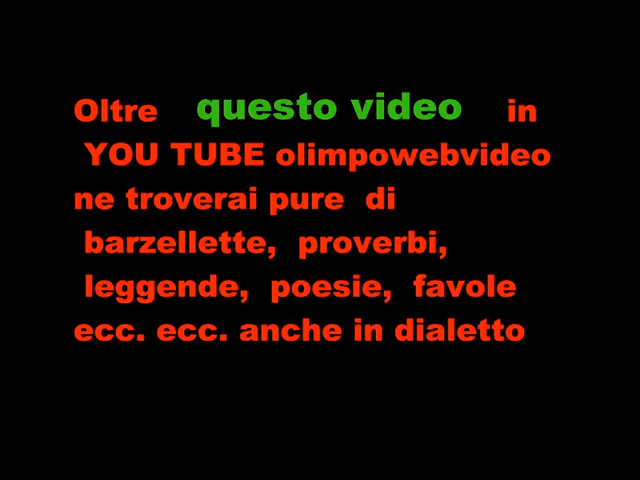 Oltre questo video in
YOU TUBE olimpowebvideo
ne troverai pure di
barzellette, proverbi,
leggende, poesie, favole
ecc. ecc. anche in dialetto